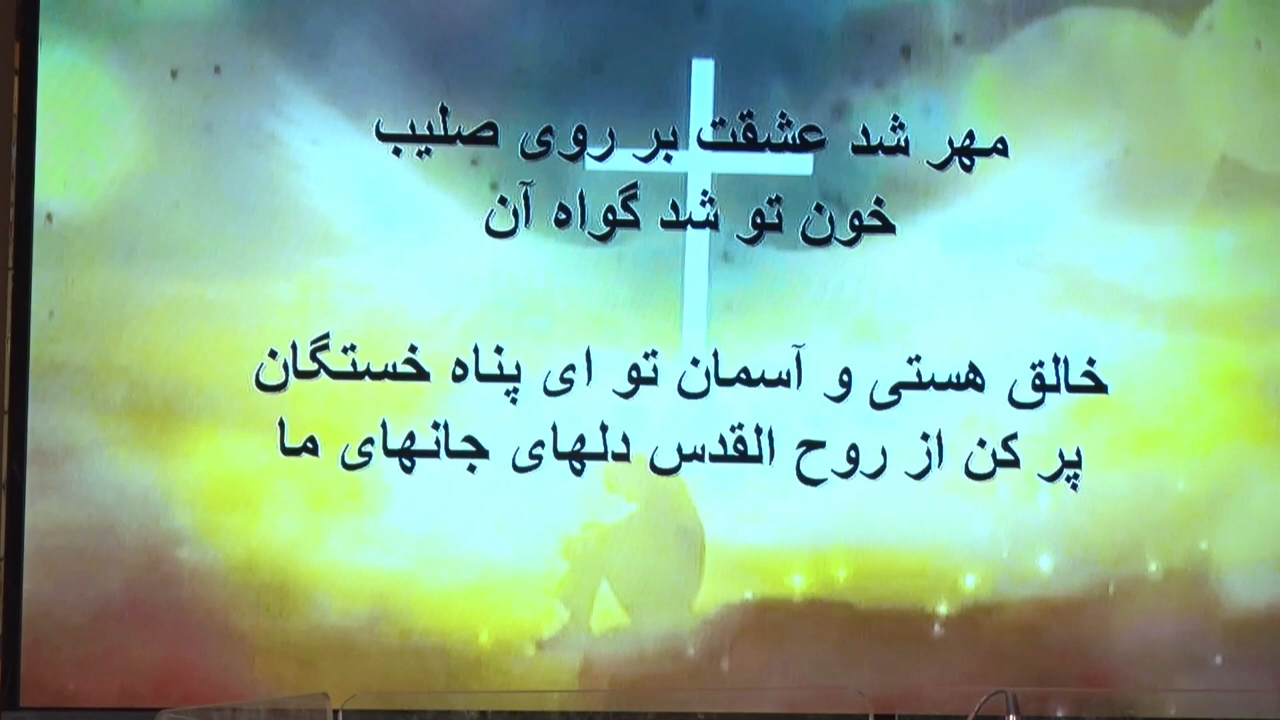 مهر شد عشقت بر روی صلیب
خون تو شد گواه آن
خالق هستی و آسمان تو ای پناه خستگان
پر کن از روح القدس دلهای جانهای ما